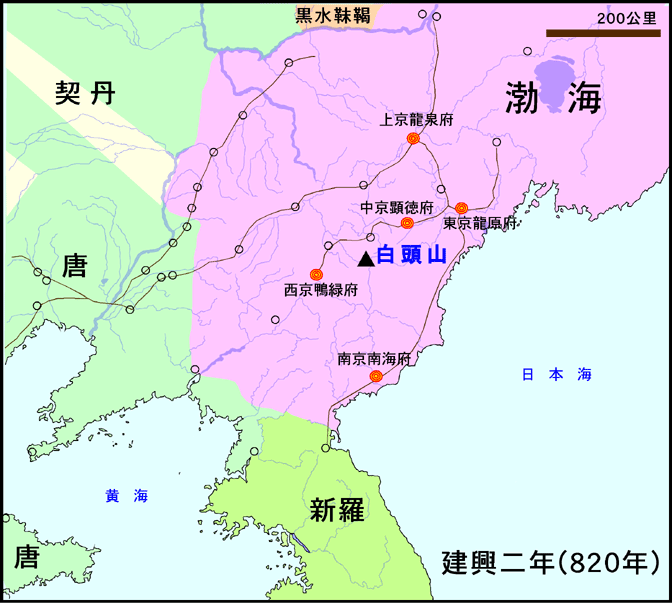 黒水靺鞨
200公里
契丹
渤海
上京龍泉府
中京顕徳府
東京龍原府
唐
白頭山
西京鴨緑府
南京南海府
日本海
黄海
新羅
唐
建興二年(820年)